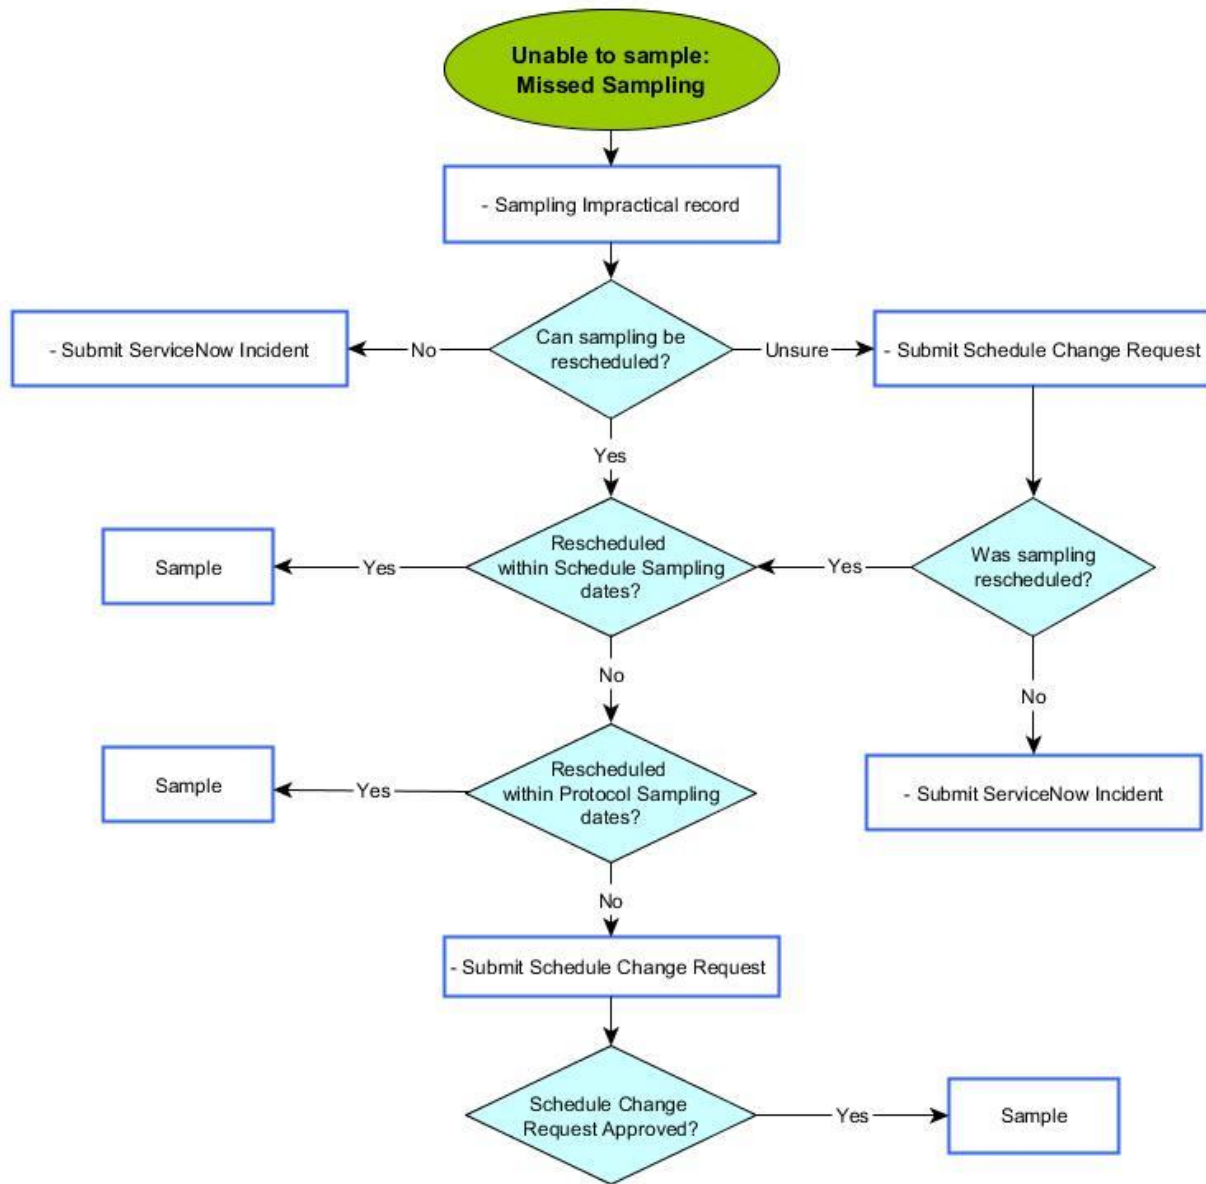 Unable to sample:
Missed Sampling
- Sampling Impractical record
Can sampling be
rescheduled?
No
- Submit ServiceNow Incident
Unsure
- Submit Schedule Change Request
Yes
Rescheduled
within Schedule Sampling
dates?
Yes
Sample
Was sampling
rescheduled?
Yes
No
- Submit ServiceNow Incident
No
Rescheduled
within Protocol Sampling
dates?
Yes
Sample
No
- Submit Schedule Change Request
Schedule Change
Request Approved?
Yes
Sample